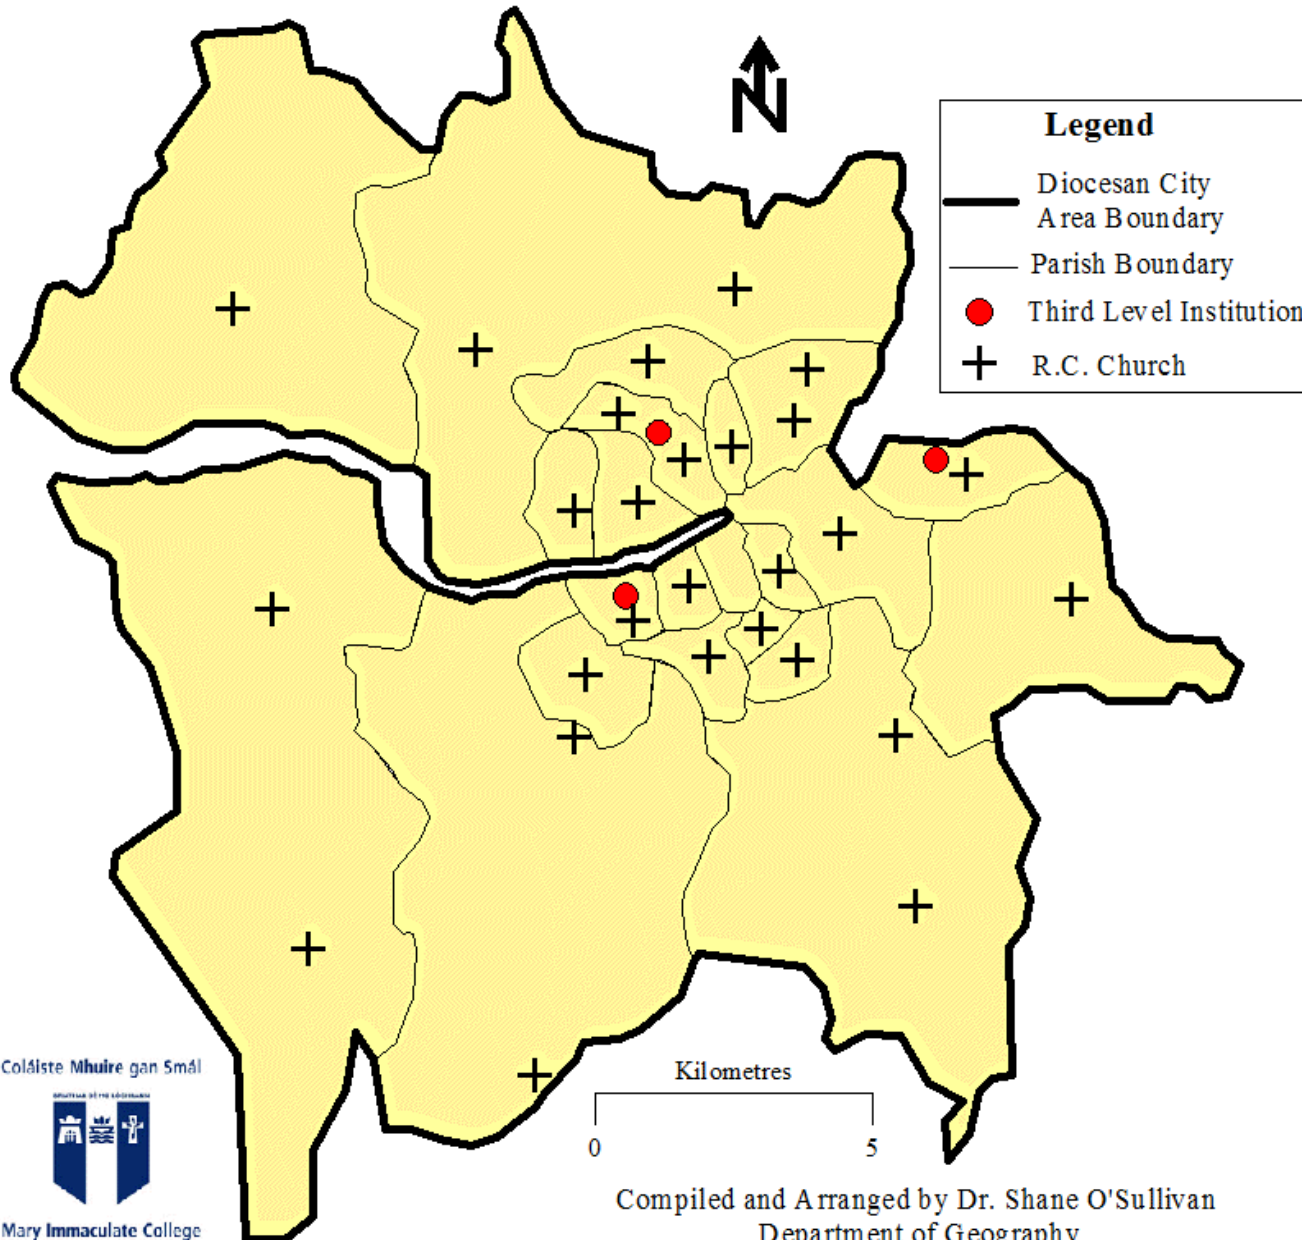 N
Legend
Diocesan City
Area Boundary
Parish Boundary
Third Level Institution
R.C. Church
Coláiste Mhuire gan Smál
Mary Immaculate College
Kilometres
0 5
Compiled and Arranged by Dr. Shane O'Sullivan
Department of Geography